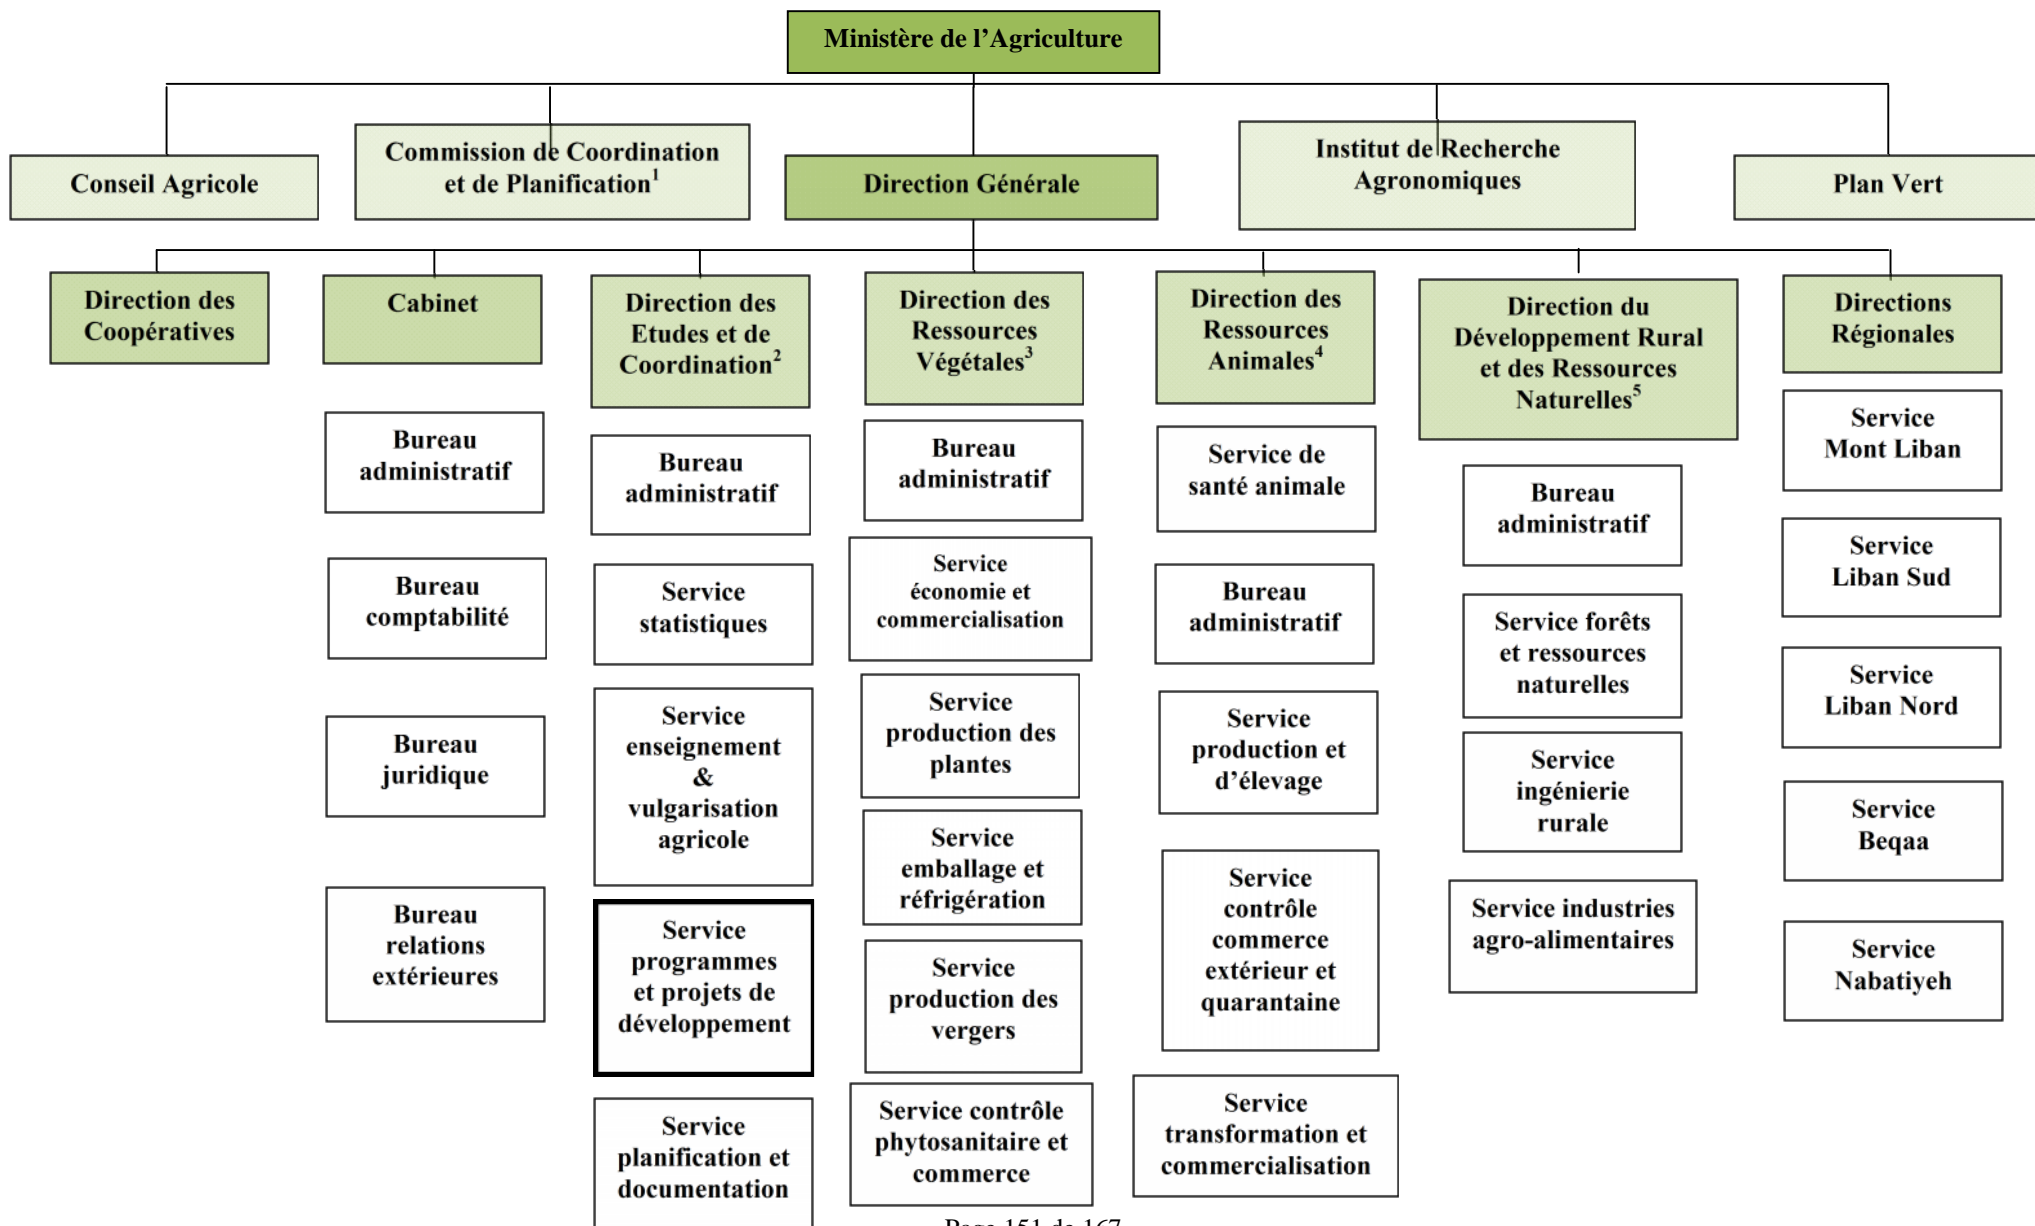 Ministère de l’Agriculture
Conseil Agricole
Commission de Coordination
et de Planification¹
Direction Générale
Institut de Recherche
Agronomiques
Plan Vert
Direction des
Coopératives
Cabinet
Bureau
administratif
Bureau
comptabilité
Bureau
juridique
Bureau
relations
extérieures
Direction des
Etudes et de
Coordination²
Bureau
administratif
Service
statistiques
Service
enseignement
&
vulgarisation
agricole
Service
programmes
et projets de
développement
Service
planification et
documentation
Direction des
Ressources
Végétales³
Bureau
administratif
Service
économie et
commercialisation
Service
production des
plantes
Service
emballage et
réfrigération
Service
production des
vergers
Service contrôle
phytosanitaire et
commerce
Direction des
Ressources
Animales⁴
Service de
santé animale
Bureau
administratif
Service
production et
d’élevage
Service
contrôle
commerce
extérieur et
quarantaine
Service
transformation et
commercialisation
Direction du
Développement Rural
et des Ressources
Naturelles⁵
Bureau
administratif
Service forêts
et ressources
naturelles
Service
ingénierie
rurale
Service industries
agro-alimentaires
Directions
Régionales
Service
Mont Liban
Service
Liban Sud
Service
Liban Nord
Service
Beqaa
Service
Nabatiyeh
Page 151 de 167